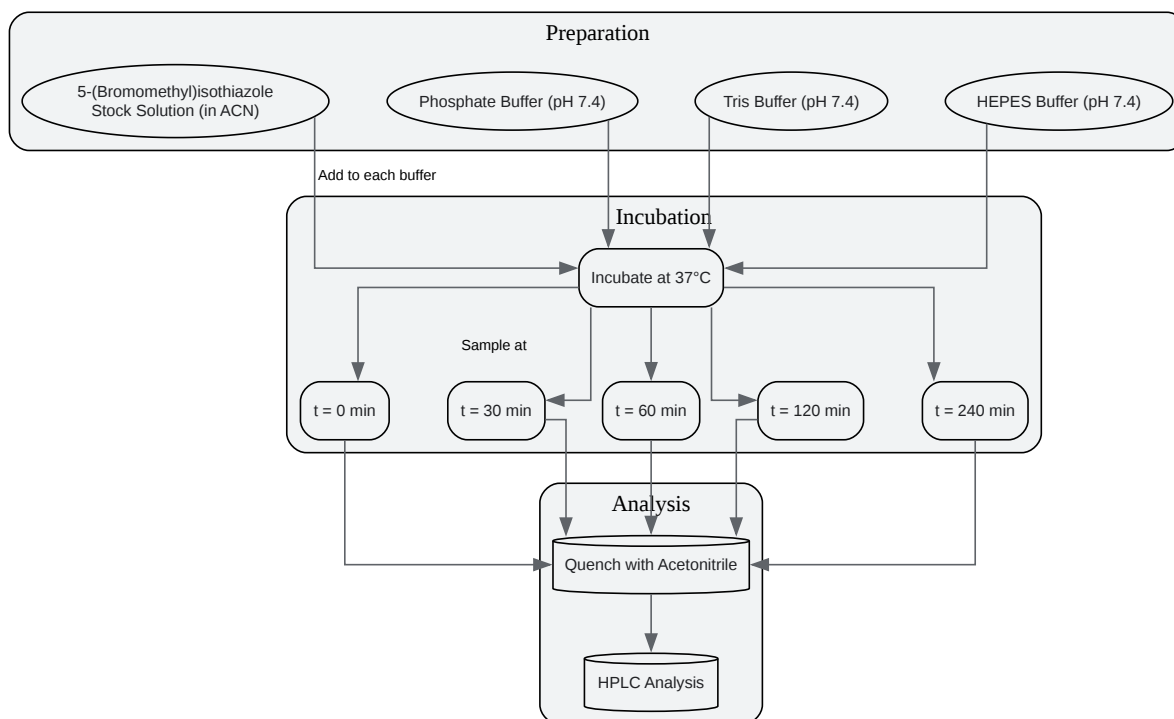 Preparation
5-(Bromomethyl)isothiazole
Stock Solution (in ACN)
Phosphate Buffer (pH 7.4)
Tris Buffer (pH 7.4)
HEPES Buffer (pH 7.4)
Add to each buffer
Incubation
Incubate at 37°C
Sample at
t = 0 min
t = 30 min
t = 60 min
t = 120 min
t = 240 min
Analysis
Quench with Acetonitrile
HPLC Analysis